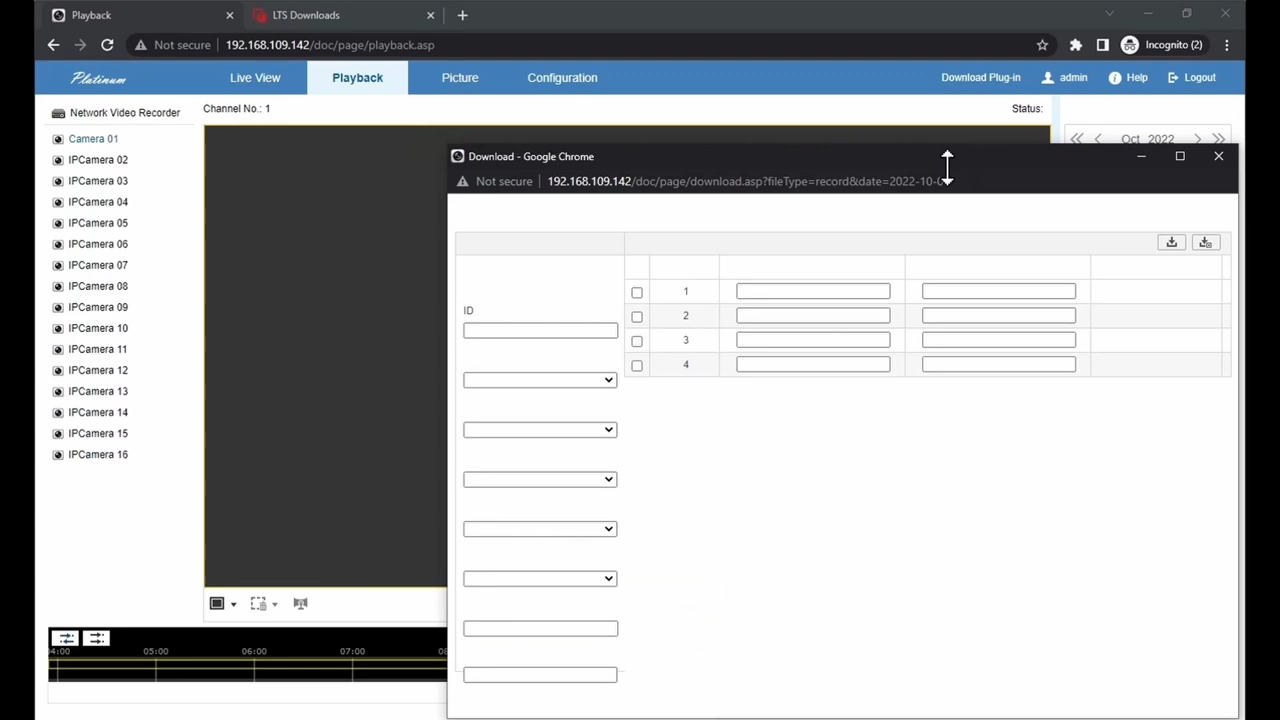 Playback
LTS Downloads
Not secure
192.168.109.142/doc/page/playback.asp
Incognito (2)
Platinum
Live View
Playback
Picture
Configuration
Download Plug-in
admin
Help
Logout
Network Video Recorder
Channel No.: 1
Status:
Camera 01
IPCamera 02
IPCamera 03
IPCamera 04
IPCamera 05
IPCamera 06
IPCamera 07
IPCamera 08
IPCamera 09
IPCamera 10
IPCamera 11
IPCamera 12
IPCamera 13
IPCamera 14
IPCamera 15
IPCamera 16
Oct 2022
Download - Google Chrome
Not secure
192.168.109.142/doc/page/download.asp?fileType=record&date=2022-10-
ID
1
2
3
4
04:00 05:00 06:00 07:00